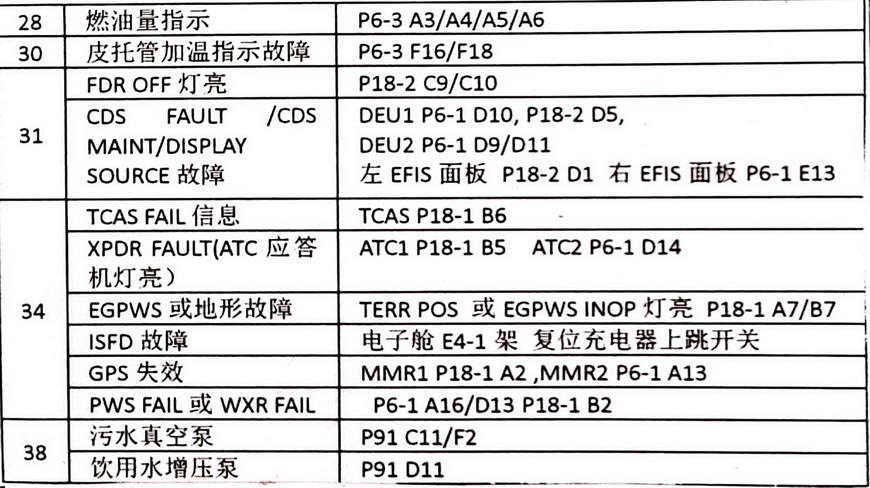 28 燃油量指示 P6-3 A3/A4/A5/A6
30 皮托管加温指示故障 P6-3 F16/F18
FDR OFF 灯亮 P18-2 C9/C10
31
CDS FAULT /CDS DEU1 P6-1 D10, P18-2 D5,
MAINT/DISPLAY DEU2 P6-1 D9/D11
SOURCE 故障 左 EFIS 面板 P18-2 D1 右 EFIS 面板 P6-1 E13
TCAS FAIL 信息 TCAS P18-1 B6
XPDR FAULT(ATC 应答 ATC1 P18-1 B5 ATC2 P6-1 D14
机灯亮）
34 EGPWS 或地形故障 TERR POS 或 EGPWS INOP 灯亮 P18-1 A7/B7
ISFD 故障 电子舱 E4-1 架 复位充电器上跳开关
GPS 失效 MMR1 P18-1 A2 ,MMR2 P6-1 A13
PWS FAIL 或 WXR FAIL P6-1 A16/D13 P18-1 B2
38
污水真空泵 P91 C11/F2
饮用水增压泵 P91 D11